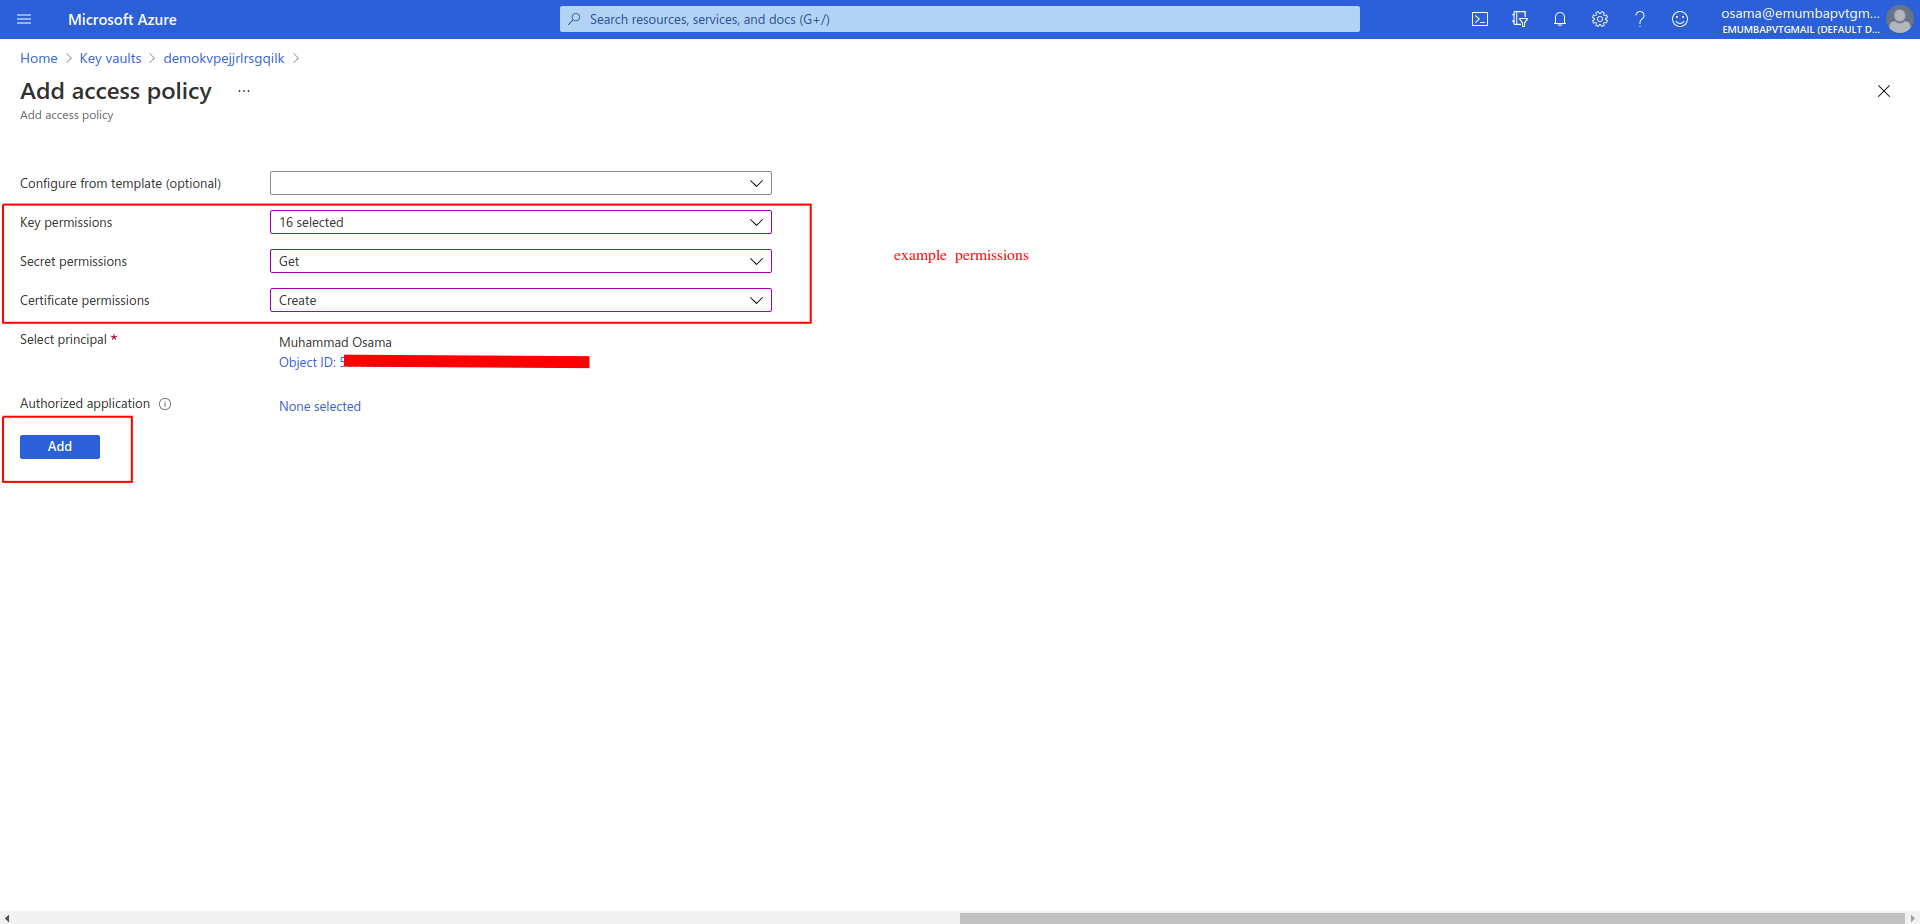 Microsoft Azure
Search resources, services, and docs (G+/)
osama@emumbapvtgm...
EMUMBAPVTGMAIL (DEFAULT D...
Home > Key vaults > demokvpejjrlrsgqilk >
Add access policy ...
Add access policy
Configure from template (optional)
Key permissions 16 selected
Secret permissions Get
example permissions
Certificate permissions Create
Select principal * Muhammad Osama
Object ID:
Authorized application None selected
Add